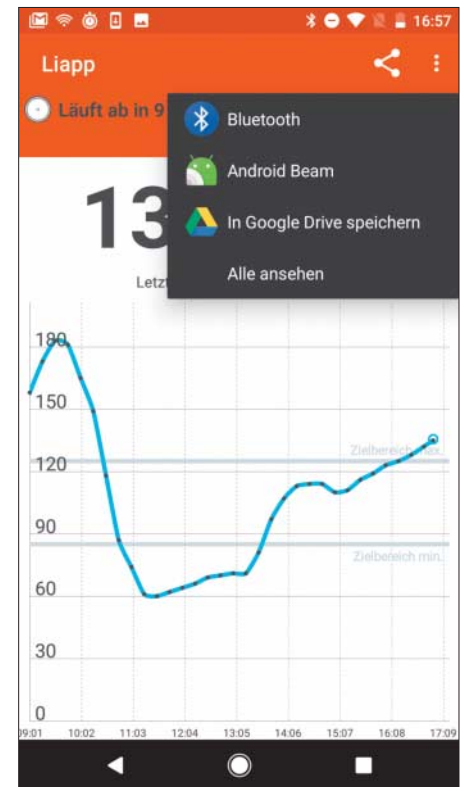 16:57
Liapp
Läuft ab in 9
Bluetooth
Android Beam
In Google Drive speichern
Alle ansehen
13
Letzt
180
150
Zielbereich max.
120
90
Zielbereich min.
60
30
0
09:01 10:02 11:03 12:04 13:05 14:06 15:07 16:08 17:09